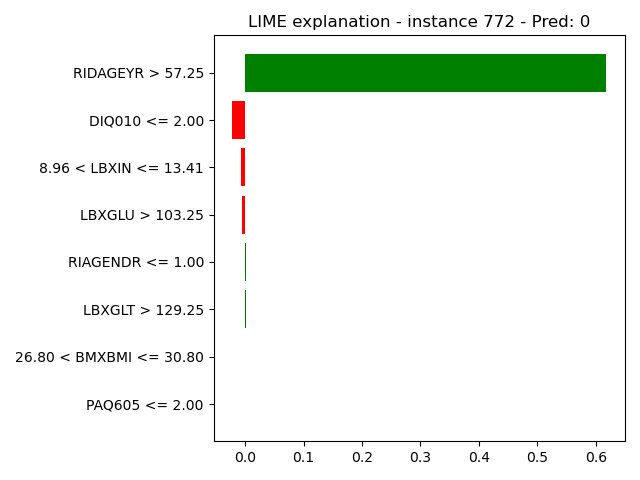 LIME explanation - instance 772 - Pred: 0
RIDAGEYR > 57.25
DIQ010 <= 2.00
8.96 < LBXIN <= 13.41
LBXGLU > 103.25
RIAGENDR <= 1.00
LBXGLT > 129.25
26.80 < BMXBMI <= 30.80
PAQ605 <= 2.00
0.0 0.1 0.2 0.3 0.4 0.5 0.6